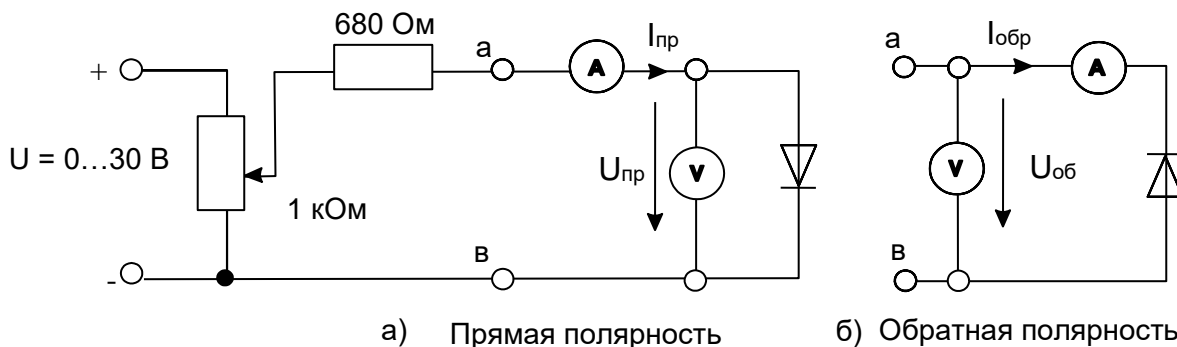 680 Ом
a
Iпр
A
+
U = 0...30 В
1 кОм
Uпр
V
-
в
а) Прямая полярность
a
Iобр
A
V
Uоб
в
б) Обратная полярность